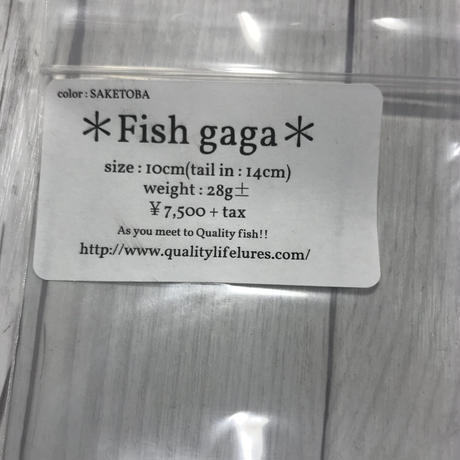 color : SAKETOBA
＊Fish gaga＊
size : 10cm(tail in : 14cm)
weight : 28g±
¥ 7,500 + tax
As you meet to Quality fish!!
http://www.qualitylifelures.com/